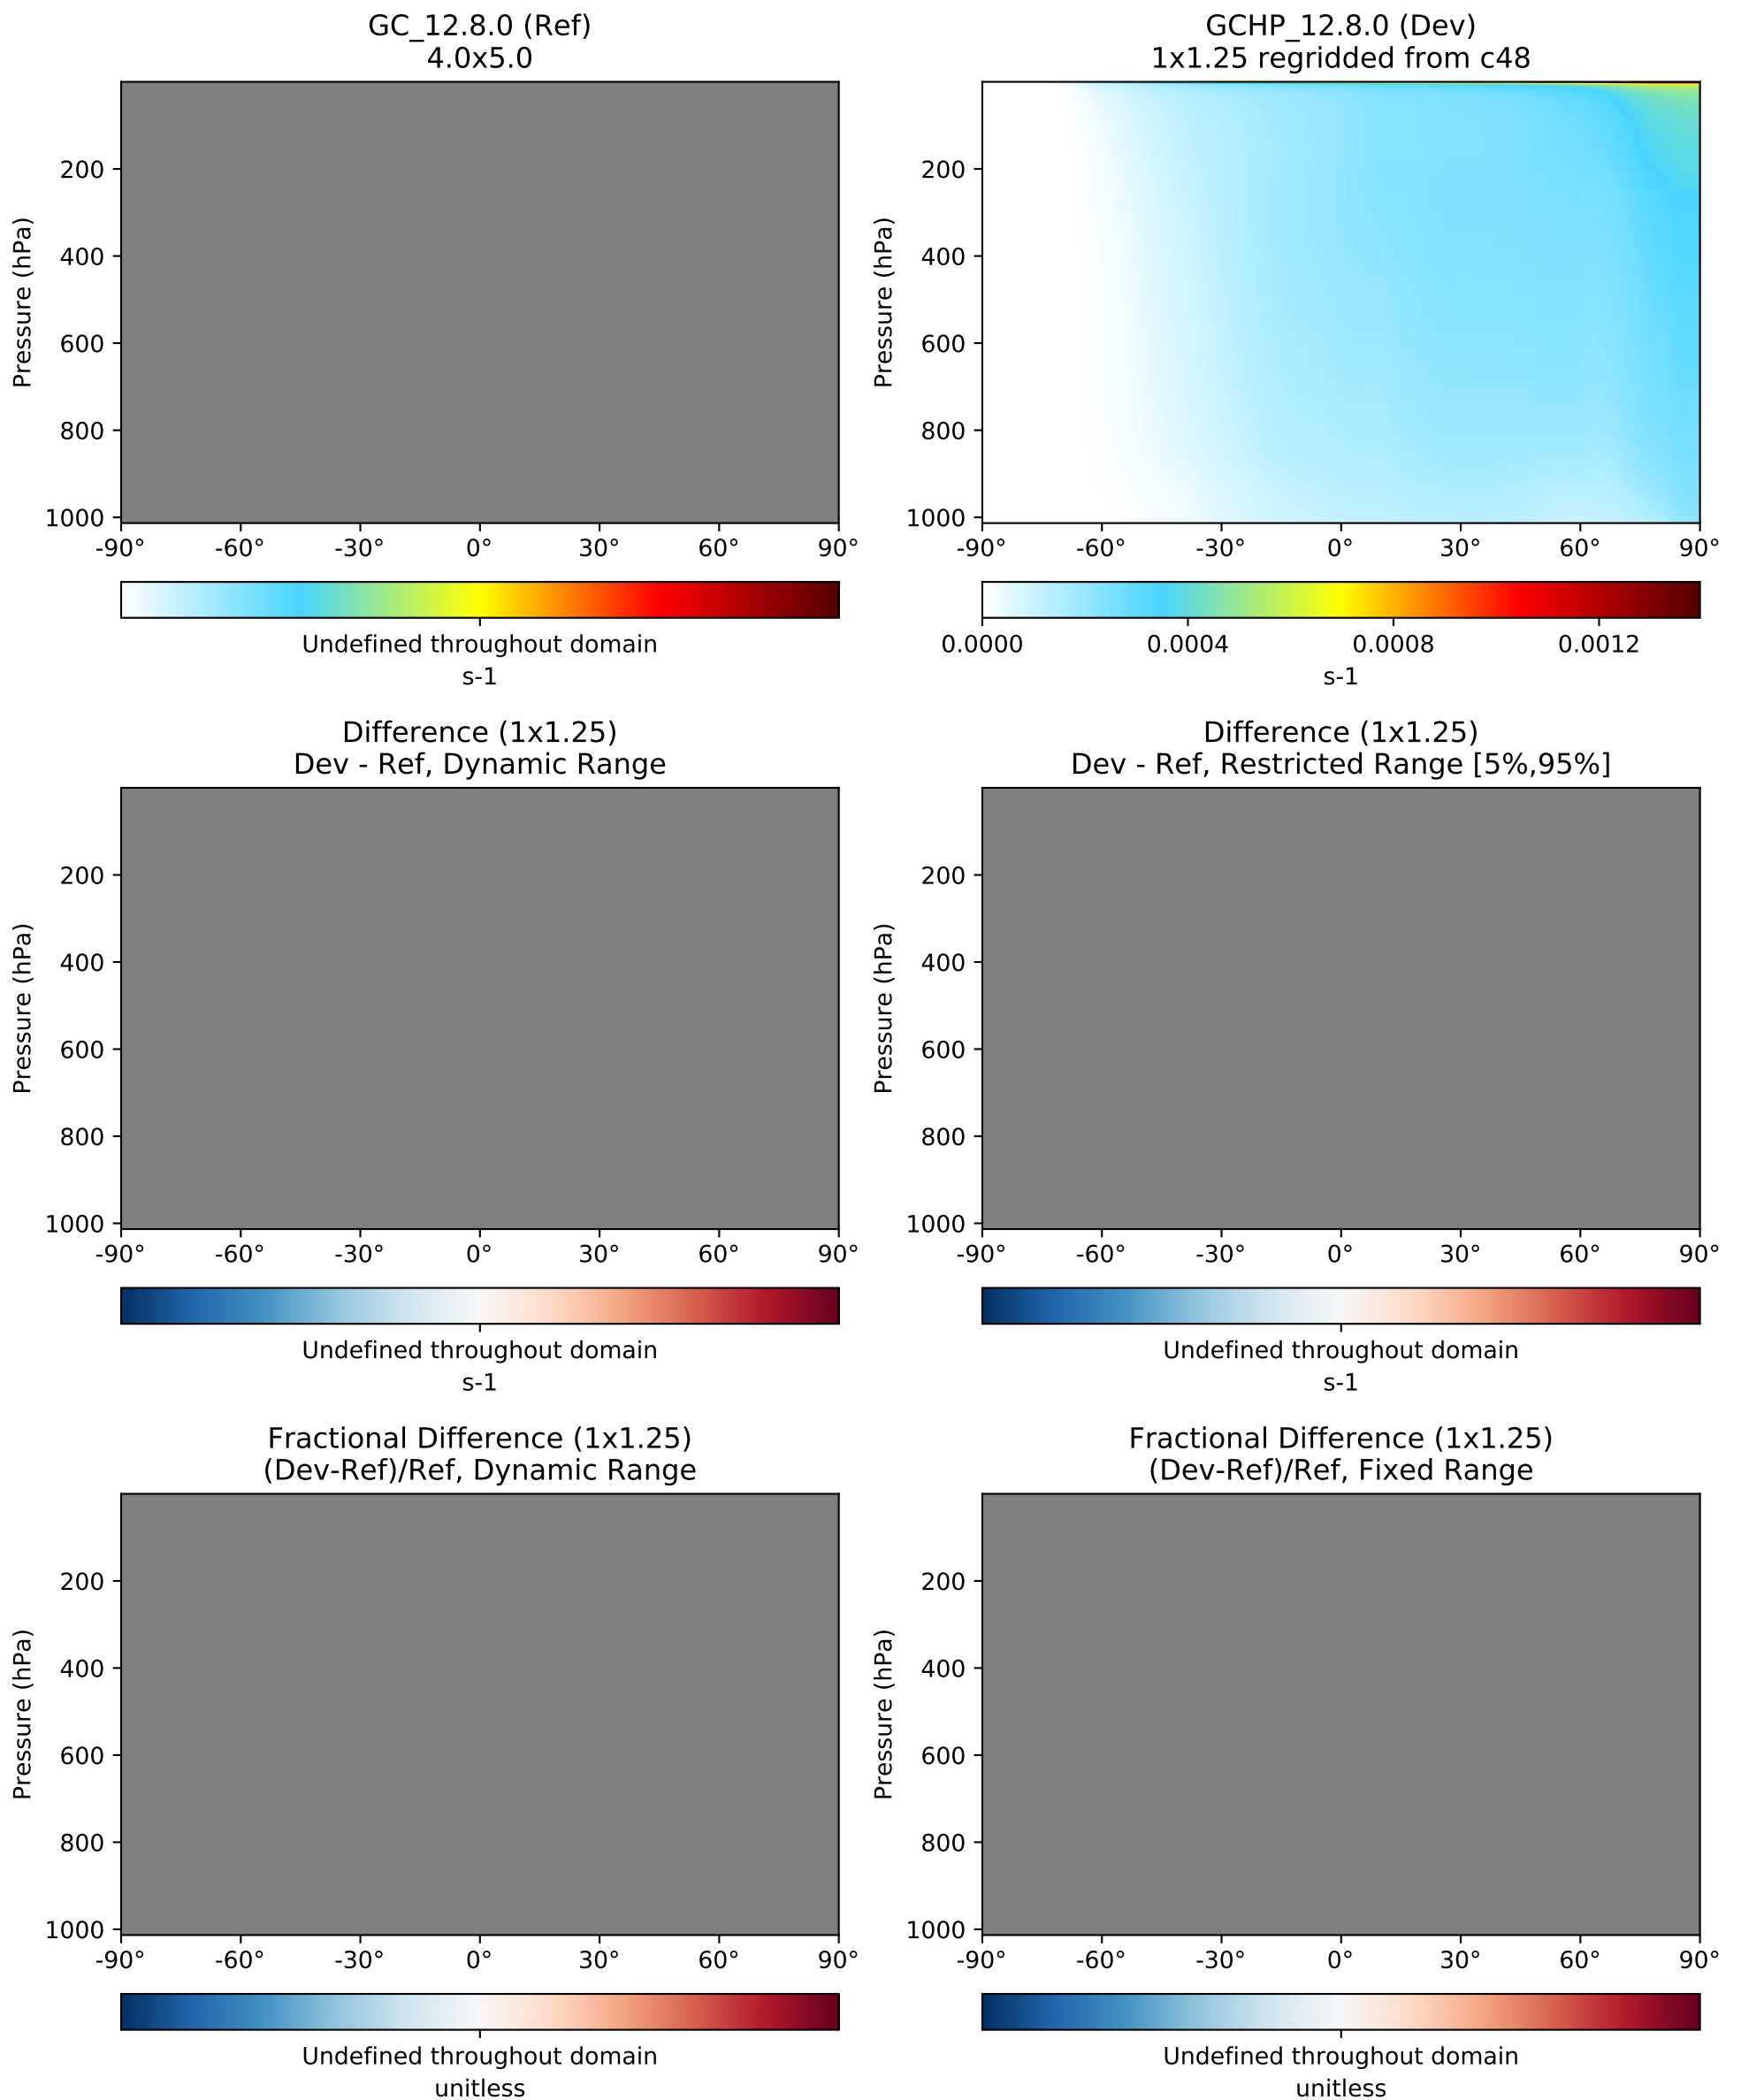 GC_12.8.0 (Ref)
4.0x5.0
Pressure (hPa)
200
400
600
800
1000
-90° -60° -30° 0° 30° 60° 90°
Undefined throughout domain
s-1
GCHP_12.8.0 (Dev)
1x1.25 regridded from c48
Pressure (hPa)
200
400
600
800
1000
-90° -60° -30° 0° 30° 60° 90°
0.0000 0.0004 0.0008 0.0012
s-1
Difference (1x1.25)
Dev - Ref, Dynamic Range
Pressure (hPa)
200
400
600
800
1000
-90° -60° -30° 0° 30° 60° 90°
Undefined throughout domain
s-1
Difference (1x1.25)
Dev - Ref, Restricted Range [5%,95%]
Pressure (hPa)
200
400
600
800
1000
-90° -60° -30° 0° 30° 60° 90°
Undefined throughout domain
s-1
Fractional Difference (1x1.25)
(Dev-Ref)/Ref, Dynamic Range
Pressure (hPa)
200
400
600
800
1000
-90° -60° -30° 0° 30° 60° 90°
Undefined throughout domain
unitless
Fractional Difference (1x1.25)
(Dev-Ref)/Ref, Fixed Range
Pressure (hPa)
200
400
600
800
1000
-90° -60° -30° 0° 30° 60° 90°
Undefined throughout domain
unitless